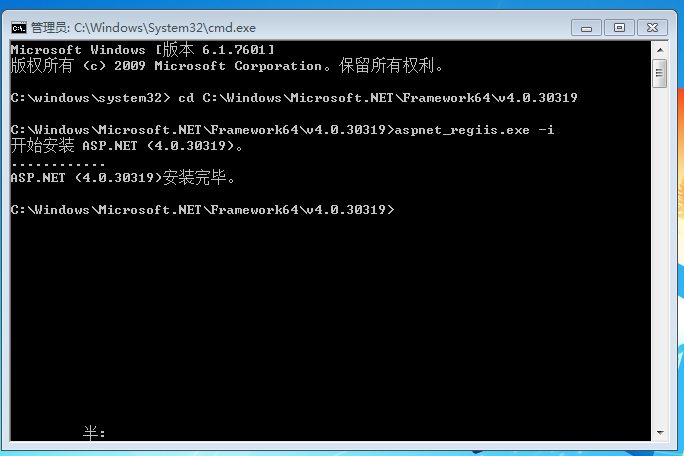 管理员: C:\Windows\System32\cmd.exe
Microsoft Windows [版本 6.1.7601]
版权所有 (c) 2009 Microsoft Corporation。保留所有权利。
C:\windows\system32> cd C:\Windows\Microsoft.NET\Framework64\v4.0.30319
C:\Windows\Microsoft.NET\Framework64\v4.0.30319>aspnet_regiis.exe -i
开始安装 ASP.NET (4.0.30319)。
............
ASP.NET (4.0.30319)安装完毕。
C:\Windows\Microsoft.NET\Framework64\v4.0.30319>
半: